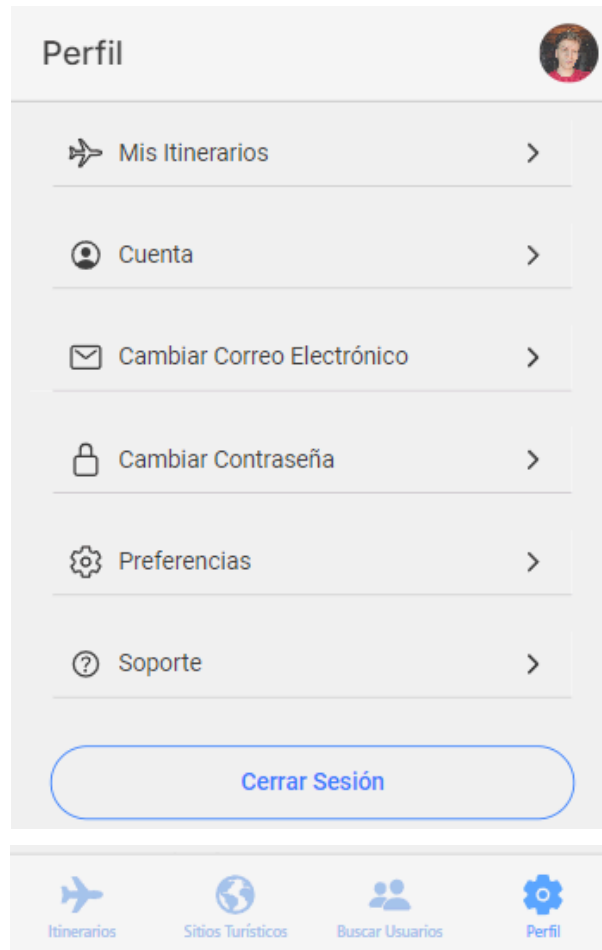 Perfil
Mis Itinerarios
Cuenta
Cambiar Correo Electrónico
Cambiar Contraseña
Preferencias
Soporte
Cerrar Sesión
Itinerarios Sitios Turísticos Buscar Usuarios Perfil